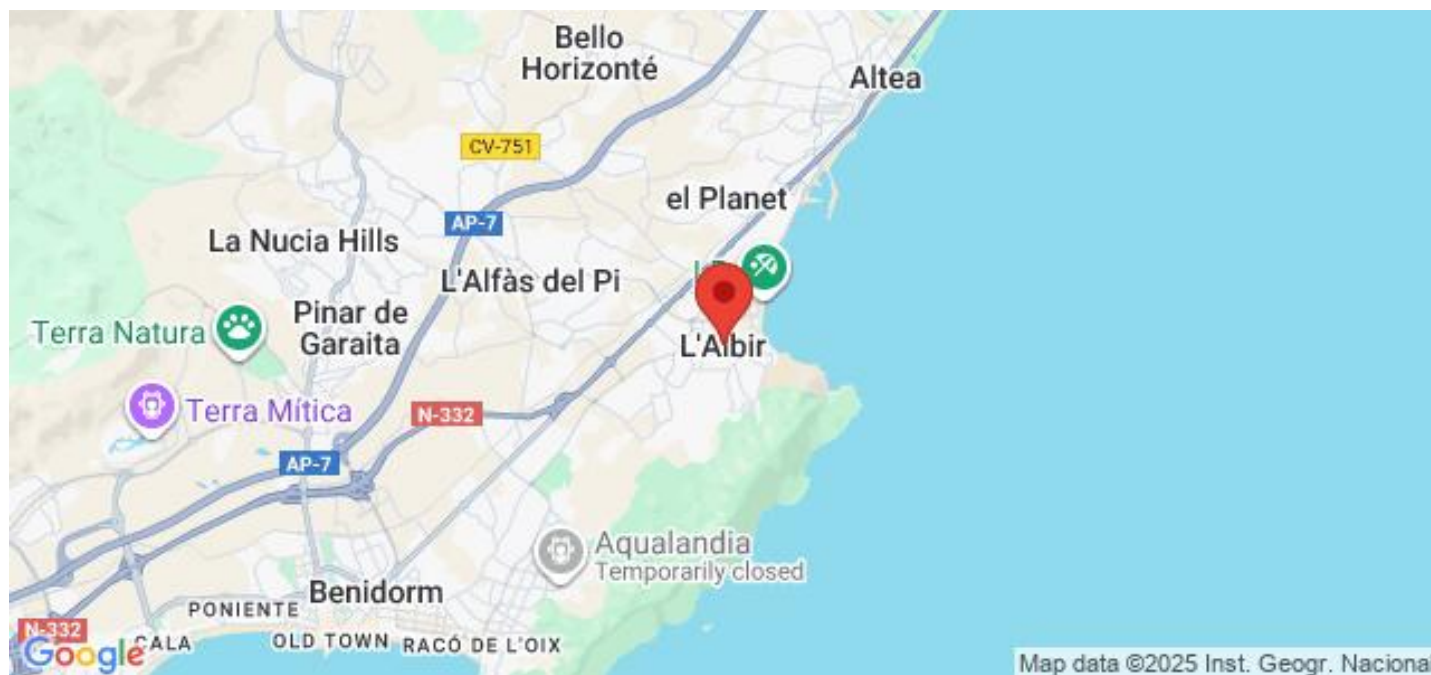 Bello
Horizonté
Altea
CV-751
el Planet
AP-7
La Nucia Hills
L'Alfàs del Pi
Pinar de
Garaita
Terra Natura
L'Albir
Terra Mítica
N-332
AP-7
Aqualandia
Temporarily closed
Benidorm
PONIENTE
N-332
CALA
OLD TOWN
RACÓ DE L'OIX
Google
Map data ©2025 Inst. Geogr. Nacional